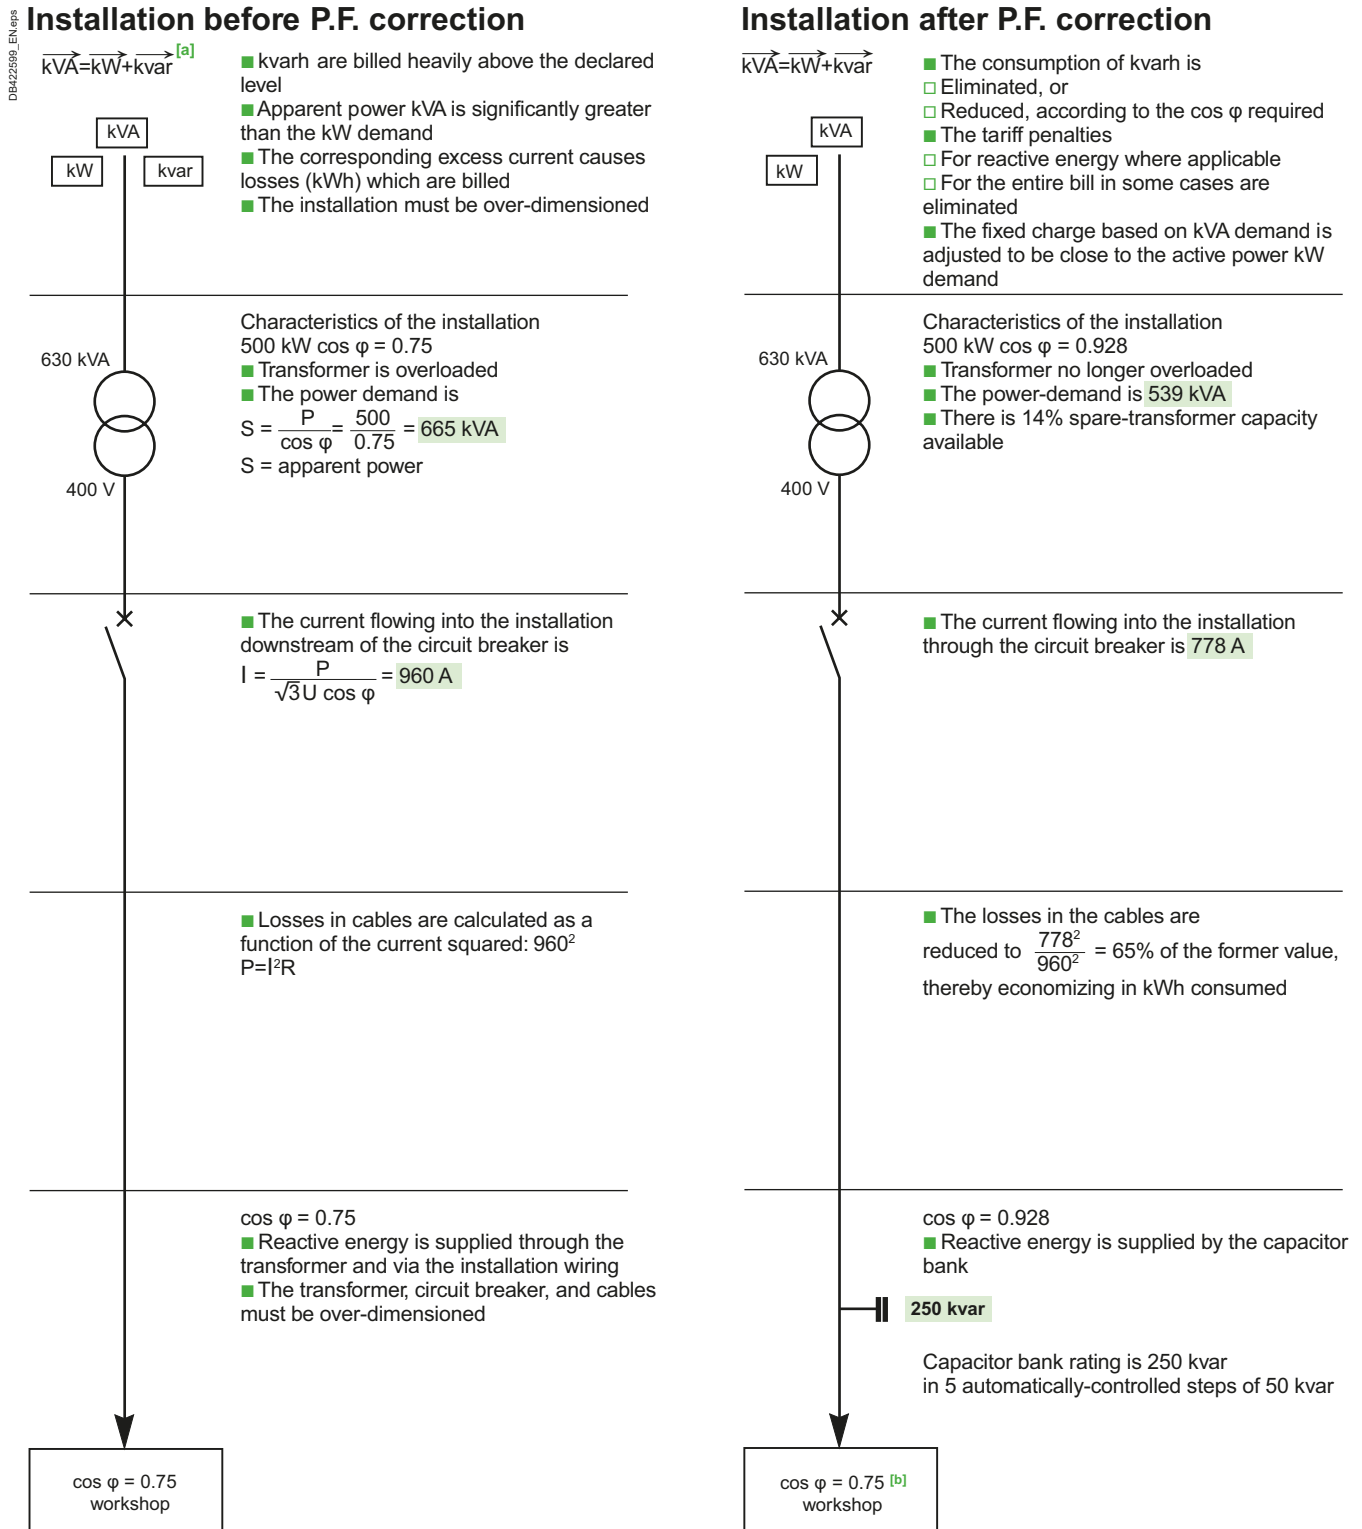 DB422599_EN.eps
Installation before P.F. correction
kVA=kW+kvar [a]
kVA
kW
kvar
■ kvarh are billed heavily above the declared
level
■ Apparent power kVA is significantly greater
than the kW demand
■ The corresponding excess current causes
losses (kWh) which are billed
■ The installation must be over-dimensioned
630 kVA
400 V
Characteristics of the installation
500 kW cos φ = 0.75
■ Transformer is overloaded
■ The power demand is
S = P / cos φ = 500 / 0.75 = 665 kVA
S = apparent power
■ The current flowing into the installation
downstream of the circuit breaker is
I = P / √3 U cos φ = 960 A
■ Losses in cables are calculated as a
function of the current squared: 960²
P=I²R
cos φ = 0.75
■ Reactive energy is supplied through the
transformer and via the installation wiring
■ The transformer, circuit breaker, and cables
must be over-dimensioned
cos φ = 0.75
workshop
Installation after P.F. correction
kVA=kW+kvar
kVA
kW
■ The consumption of kvarh is
□ Eliminated, or
□ Reduced, according to the cos φ required
■ The tariff penalties
□ For reactive energy where applicable
□ For the entire bill in some cases are
eliminated
■ The fixed charge based on kVA demand is
adjusted to be close to the active power kW
demand
630 kVA
400 V
Characteristics of the installation
500 kW cos φ = 0.928
■ Transformer no longer overloaded
■ The power-demand is 539 kVA
■ There is 14% spare-transformer capacity
available
■ The current flowing into the installation
through the circuit breaker is 778 A
■ The losses in the cables are
reduced to 778² / 960² = 65% of the former value,
thereby economizing in kWh consumed
cos φ = 0.928
■ Reactive energy is supplied by the capacitor
bank
250 kvar
Capacitor bank rating is 250 kvar
in 5 automatically-controlled steps of 50 kvar
cos φ = 0.75 [b]
workshop